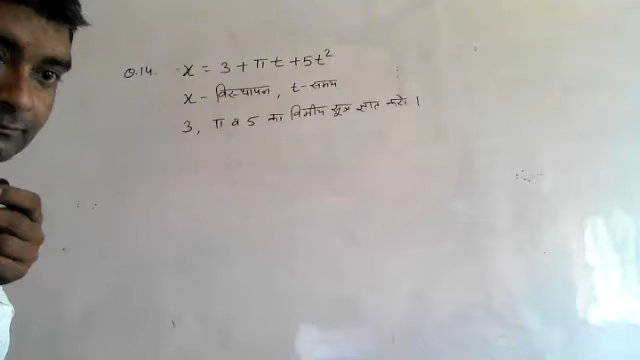 Q.14. x = 3 + πt + 5t²
x - विस्थापन, t - समय
3, π व 5 का विमीय सूत्र ज्ञात करो।